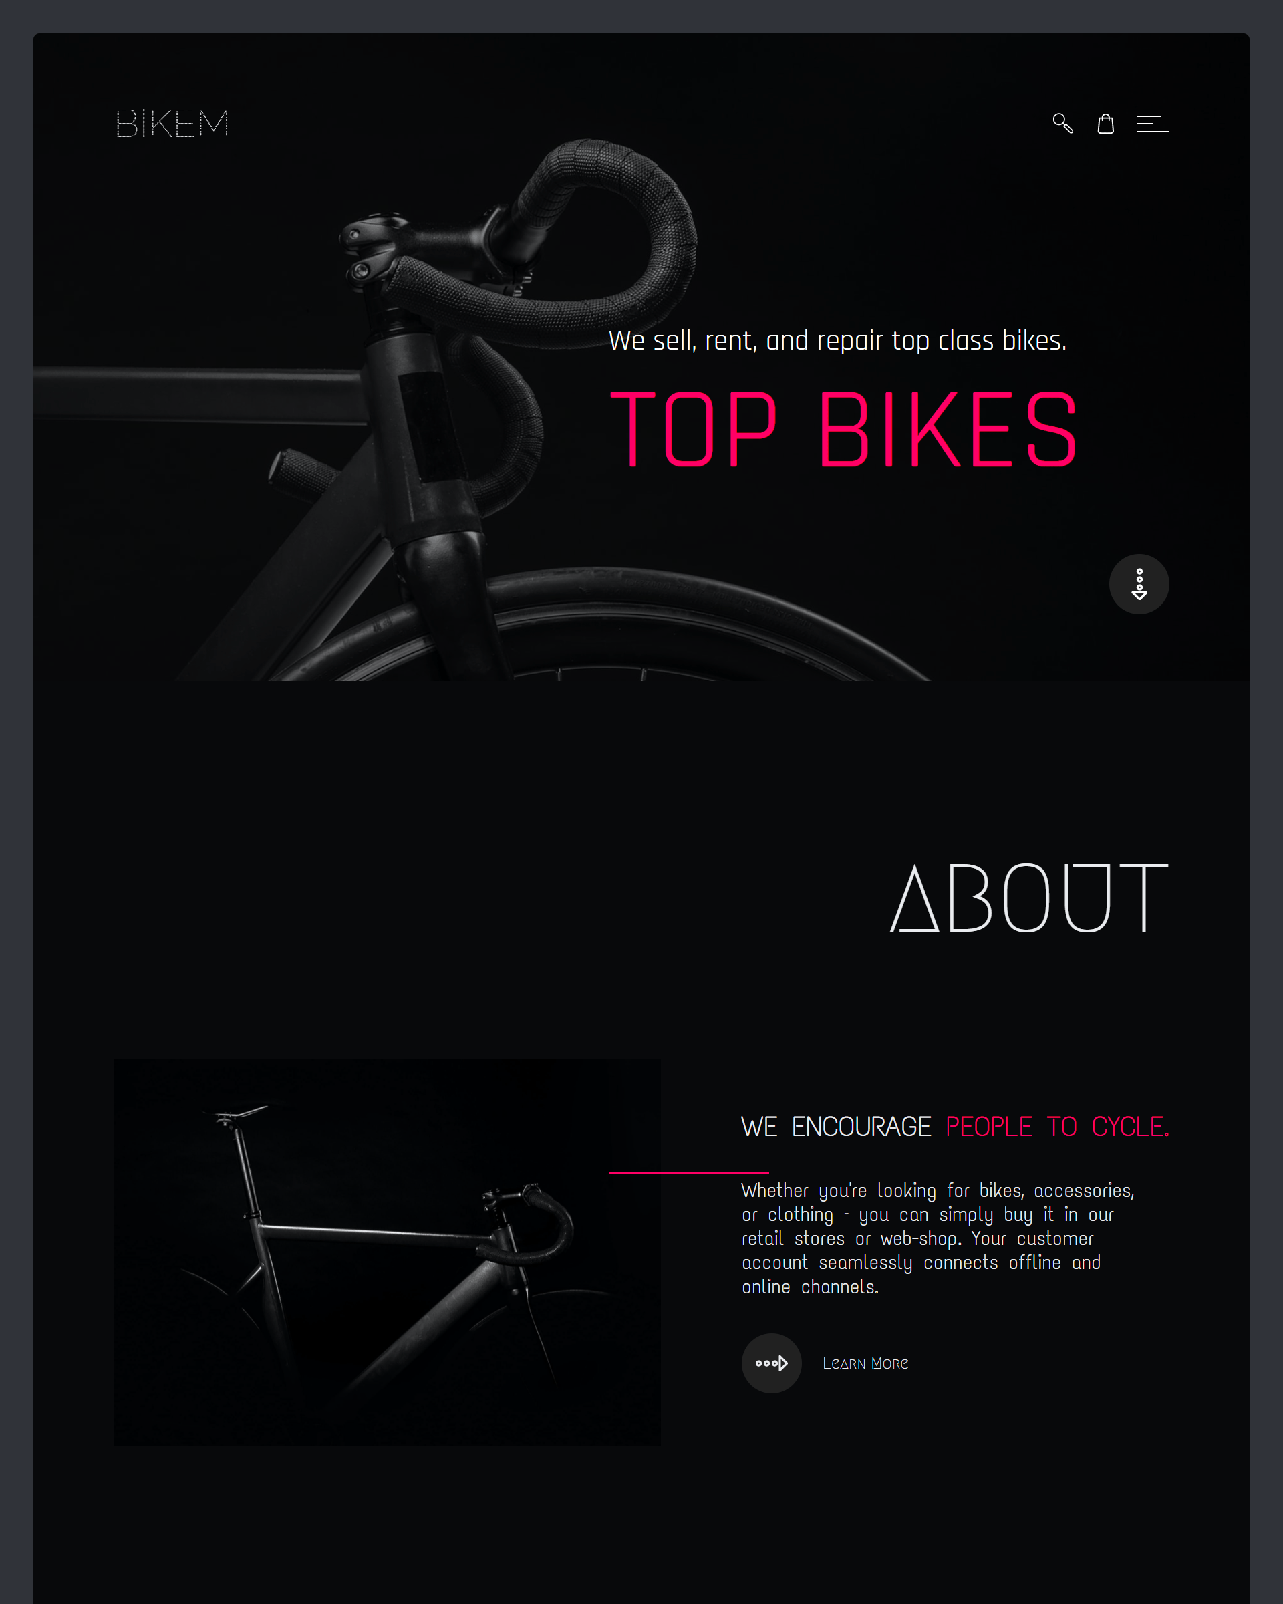 BIKEM
We sell, rent, and repair top class bikes.
TOP BIKES
ABOUT
WE ENCOURAGE PEOPLE TO CYCLE.
Whether you're looking for bikes, accessories,
or clothing - you can simply buy it in our
retail stores or web-shop. Your customer
account seamlessly connects offline and
online channels.
Learn More